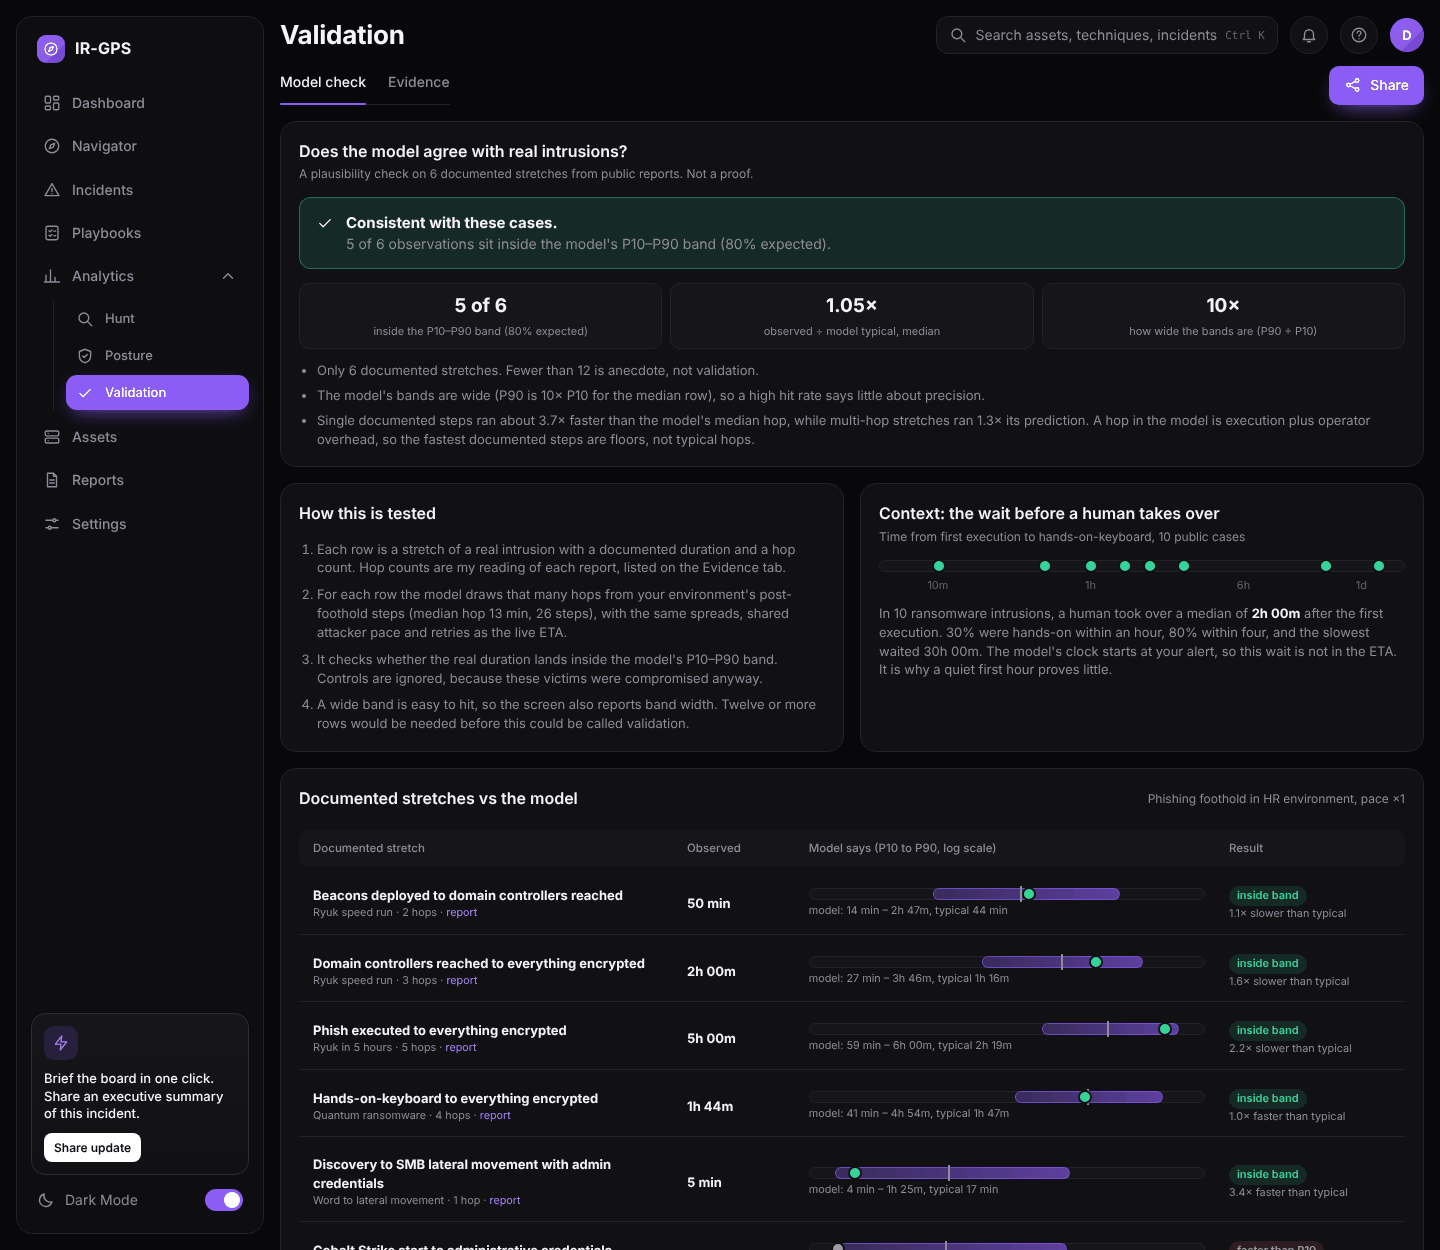 IR-GPS
Dashboard
Navigator
Incidents
Playbooks
Analytics
Hunt
Posture
Validation
Assets
Reports
Settings
Brief the board in one click.
Share an executive summary
of this incident.
Share update
Dark Mode
Validation
Search assets, techniques, incidents Ctrl K
D
Model check Evidence
Share
Does the model agree with real intrusions?
A plausibility check on 6 documented stretches from public reports. Not a proof.
Consistent with these cases.
5 of 6 observations sit inside the model's P10–P90 band (80% expected).
5 of 6
inside the P10–P90 band (80% expected)
1.05×
observed ÷ model typical, median
10×
how wide the bands are (P90 ÷ P10)
• Only 6 documented stretches. Fewer than 12 is anecdote, not validation.
• The model's bands are wide (P90 is 10× P10 for the median row), so a high hit rate says little about precision.
• Single documented steps ran about 3.7× faster than the model's median hop, while multi-hop stretches ran 1.3× its prediction. A hop in the model is execution plus operator
overhead, so the fastest documented steps are floors, not typical hops.
How this is tested
1. Each row is a stretch of a real intrusion with a documented duration and a hop
count. Hop counts are my reading of each report, listed on the Evidence tab.
2. For each row the model draws that many hops from your environment's post-
foothold steps (median hop 13 min, 26 steps), with the same spreads, shared
attacker pace and retries as the live ETA.
3. It checks whether the real duration lands inside the model's P10–P90 band.
Controls are ignored, because these victims were compromised anyway.
4. A wide band is easy to hit, so the screen also reports band width. Twelve or more
rows would be needed before this could be called validation.
Context: the wait before a human takes over
Time from first execution to hands-on-keyboard, 10 public cases
10m 1h 6h 1d
In 10 ransomware intrusions, a human took over a median of 2h 00m after the first
execution. 30% were hands-on within an hour, 80% within four, and the slowest
waited 30h 00m. The model's clock starts at your alert, so this wait is not in the ETA.
It is why a quiet first hour proves little.
Documented stretches vs the model
Phishing foothold in HR environment, pace ×1
Documented stretch Observed Model says (P10 to P90, log scale) Result
Beacons deployed to domain controllers reached
Ryuk speed run · 2 hops · report
50 min
model: 14 min – 2h 47m, typical 44 min
inside band
1.1× slower than typical
Domain controllers reached to everything encrypted
Ryuk speed run · 3 hops · report
2h 00m
model: 27 min – 3h 46m, typical 1h 16m
inside band
1.6× slower than typical
Phish executed to everything encrypted
Ryuk in 5 hours · 5 hops · report
5h 00m
model: 59 min – 6h 00m, typical 2h 19m
inside band
2.2× slower than typical
Hands-on-keyboard to everything encrypted
Quantum ransomware · 4 hops · report
1h 44m
model: 41 min – 4h 54m, typical 1h 47m
inside band
1.0× faster than typical
Discovery to SMB lateral movement with admin
credentials
Word to lateral movement · 1 hop · report
5 min
model: 4 min – 1h 25m, typical 17 min
inside band
3.4× faster than typical
Cobalt Strike start to administrative credentials
faster than P10